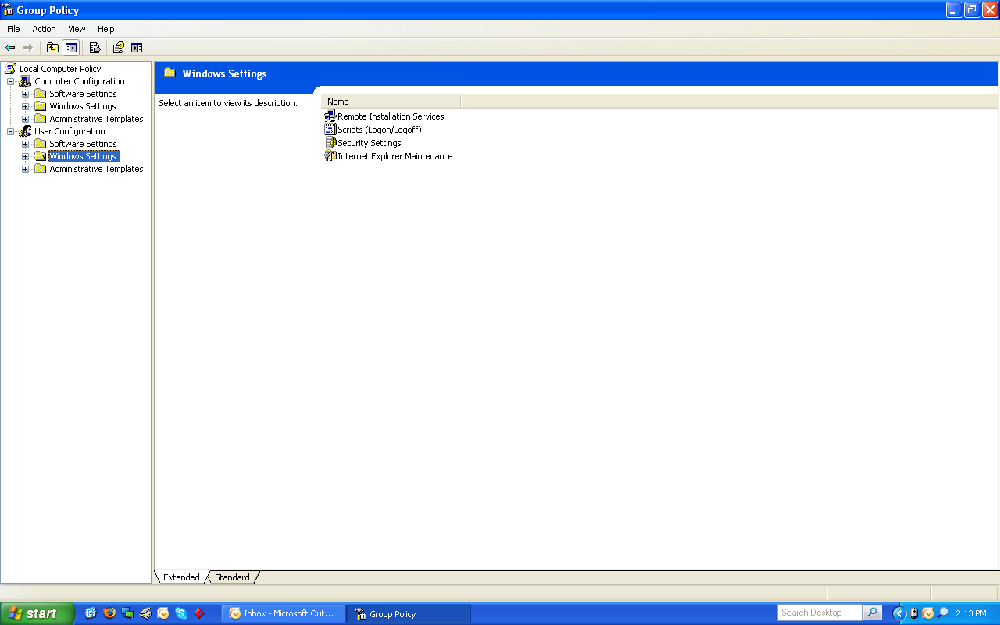 Group Policy
File Action View Help
Local Computer Policy
Computer Configuration
Software Settings
Windows Settings
Administrative Templates
User Configuration
Software Settings
Windows Settings
Administrative Templates
Windows Settings
Select an item to view its description.
Name
Remote Installation Services
Scripts (Logon/Logoff)
Security Settings
Internet Explorer Maintenance
Extended Standard
start Inbox - Microsoft Out... Group Policy Search Desktop 2:13 PM